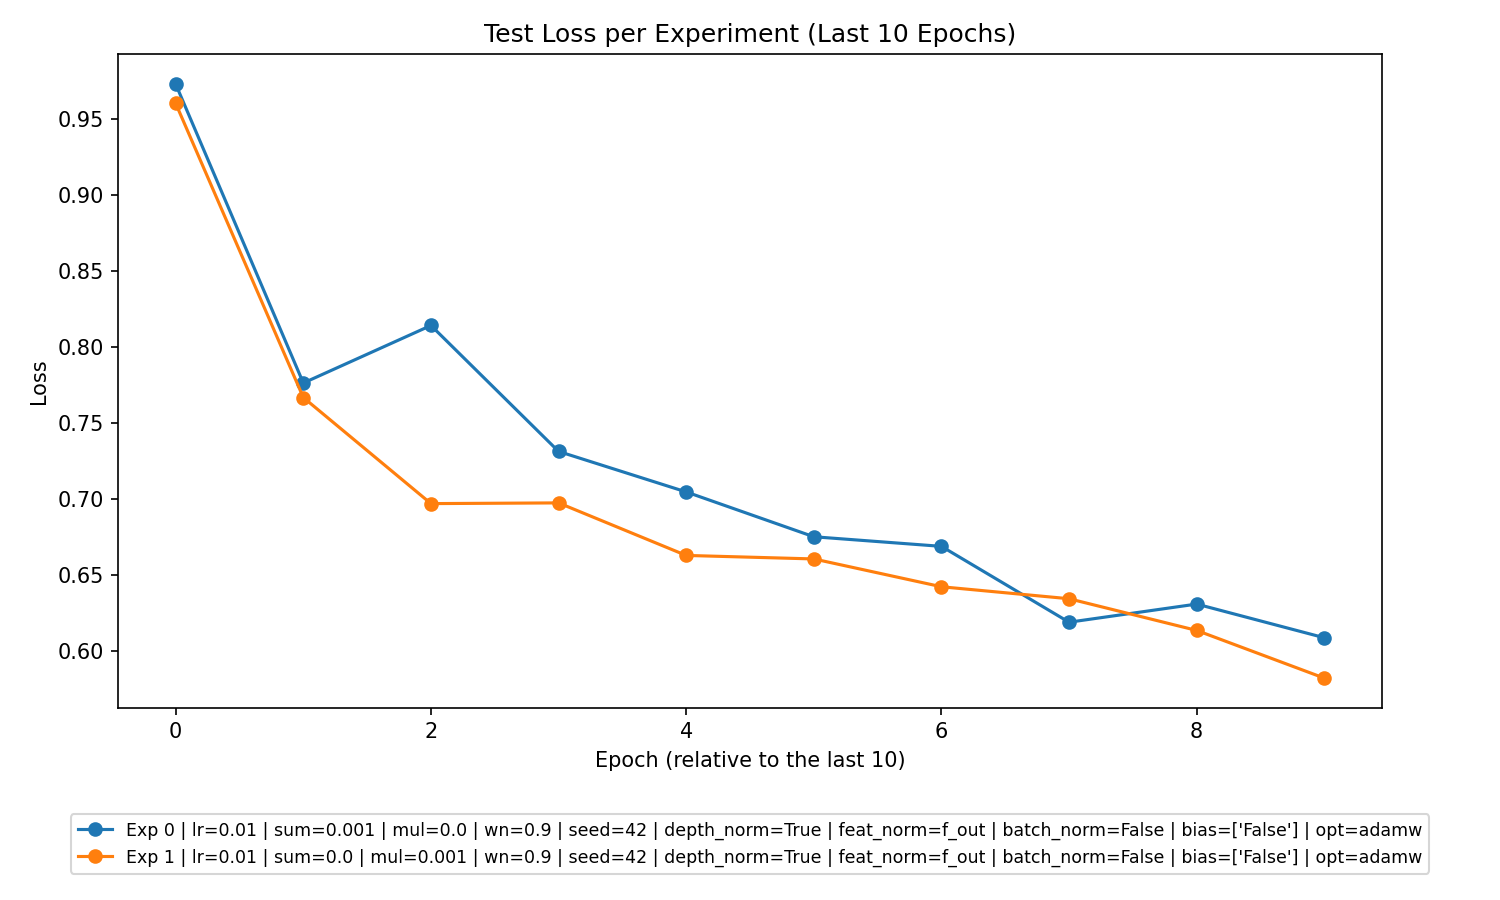 Test Loss per Experiment (Last 10 Epochs)
0.95
0.90
0.85
0.80
0.75
0.70
0.65
0.60
Loss
0 2 4 6 8
Epoch (relative to the last 10)
Exp 0 | lr=0.01 | sum=0.001 | mul=0.0 | wn=0.9 | seed=42 | depth_norm=True | feat_norm=f_out | batch_norm=False | bias=['False'] | opt=adamw
Exp 1 | lr=0.01 | sum=0.0 | mul=0.001 | wn=0.9 | seed=42 | depth_norm=True | feat_norm=f_out | batch_norm=False | bias=['False'] | opt=adamw